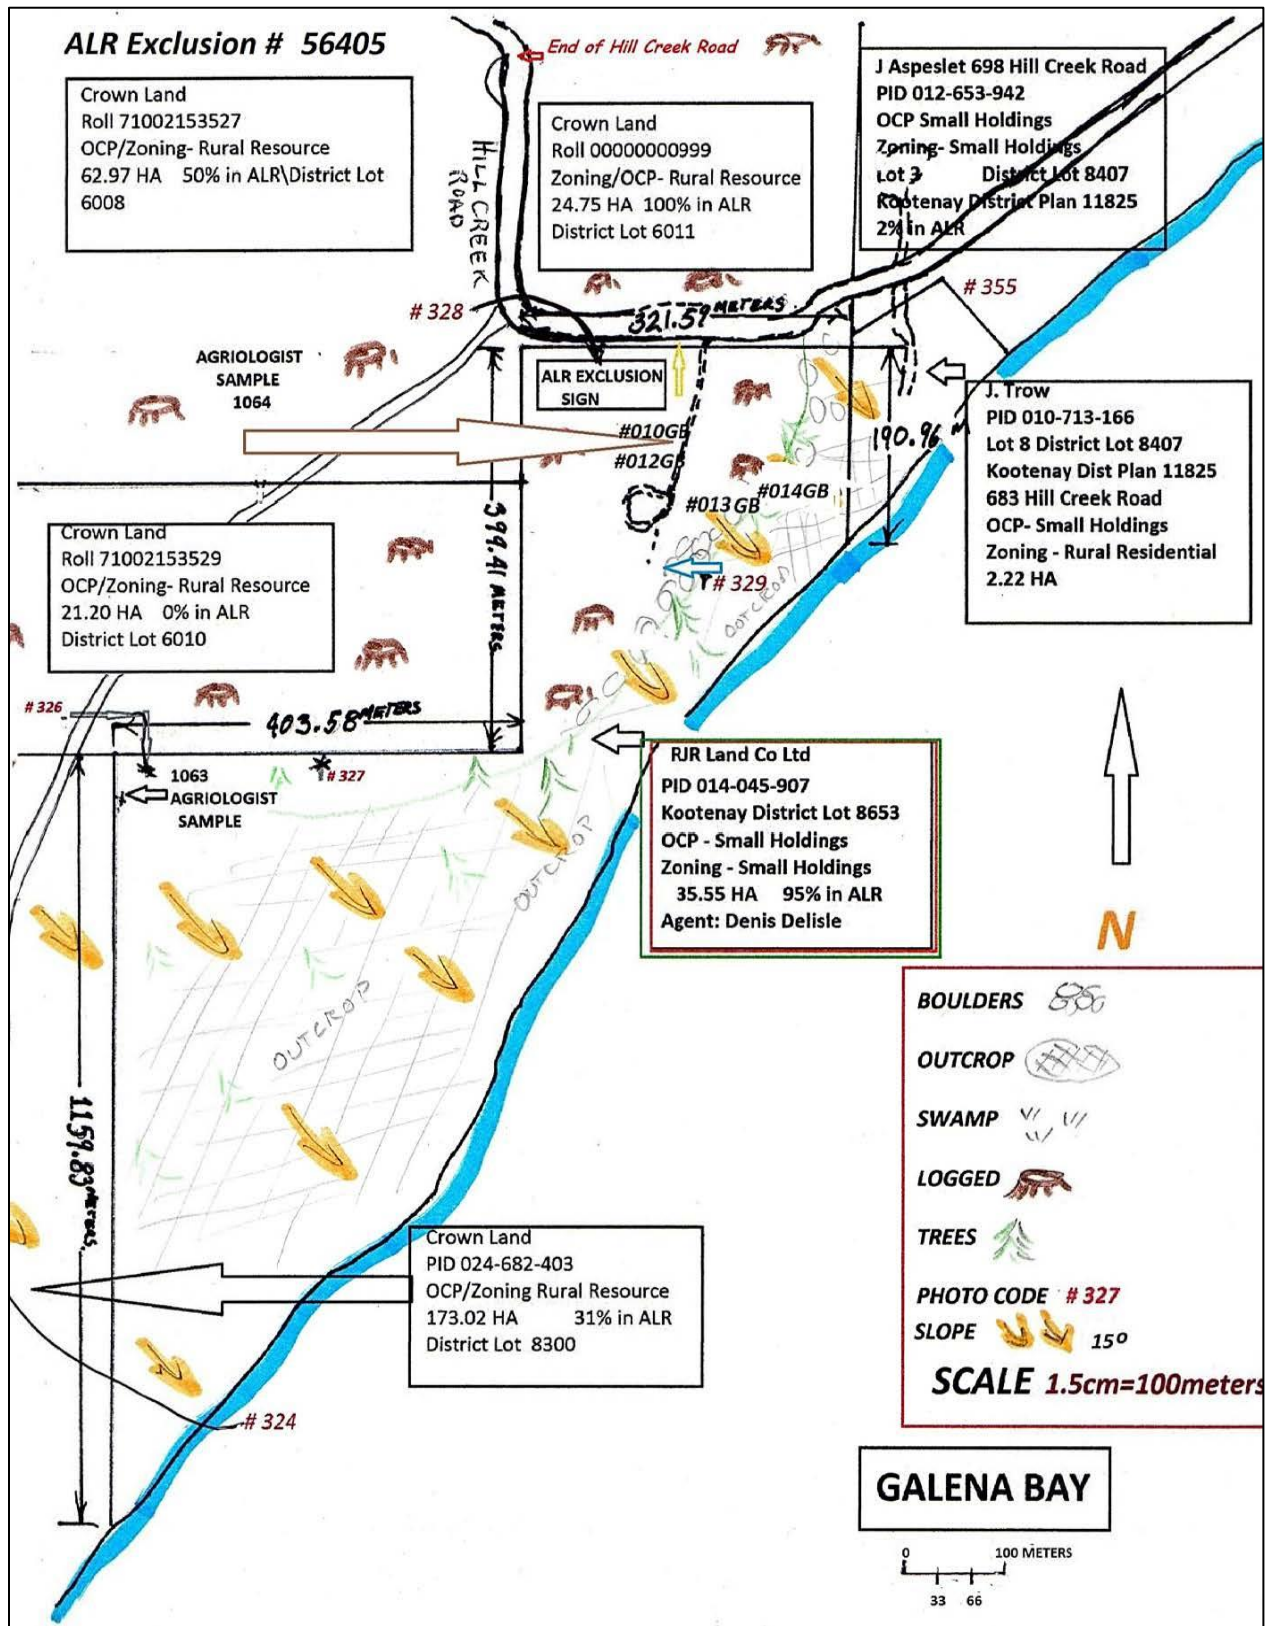 ALR Exclusion # 56405
End of Hill Creek Road
Crown Land
Roll 71002153527
OCP/Zoning- Rural Resource
62.97 HA 50% in ALR\District Lot
6008
HILL CREEK
ROAD
Crown Land
Roll 00000000999
Zoning/OCP- Rural Resource
24.75 HA 100% in ALR
District Lot 6011
J Aspeslet 698 Hill Creek Road
PID 012-653-942
OCP Small Holdings
Zoning- Small Holdings
Lot 3 District Lot 8407
Kootenay District Plan 11825
2% in ALR
# 355
# 328
321.59 METERS
AGRIOLOGIST
SAMPLE
1064
ALR EXCLUSION
SIGN
#010GB
#012GB
#013GB
#014GB
190.96 M
J. Trow
PID 010-713-166
Lot 8 District Lot 8407
Kootenay Dist Plan 11825
683 Hill Creek Road
OCP- Small Holdings
Zoning - Rural Residential
2.22 HA
399.41 METERS
# 329
OUTCROP
Crown Land
Roll 71002153529
OCP/Zoning- Rural Resource
21.20 HA 0% in ALR
District Lot 6010
# 326
403.58 METERS
1063
AGRIOLOGIST
SAMPLE
# 327
RJR Land Co Ltd
PID 014-045-907
Kootenay District Lot 8653
OCP - Small Holdings
Zoning - Small Holdings
35.55 HA 95% in ALR
Agent: Denis Delisle
N
OUTCROP
OUTCROP
1159.83 METERS
Crown Land
PID 024-682-403
OCP/Zoning Rural Resource
173.02 HA 31% in ALR
District Lot 8300
# 324
BOULDERS
OUTCROP
SWAMP
LOGGED
TREES
PHOTO CODE # 327
SLOPE 15º
SCALE 1.5cm=100meters
GALENA BAY
0 100 METERS
33 66